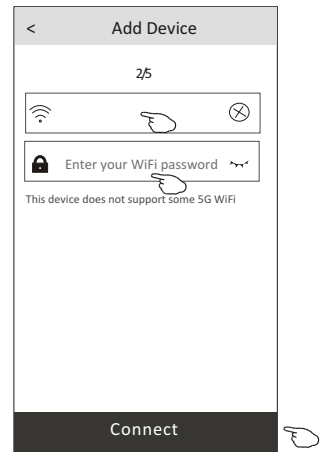 < Add Device
2/5
Enter your WiFi password
This device does not support some 5G WiFi
Connect